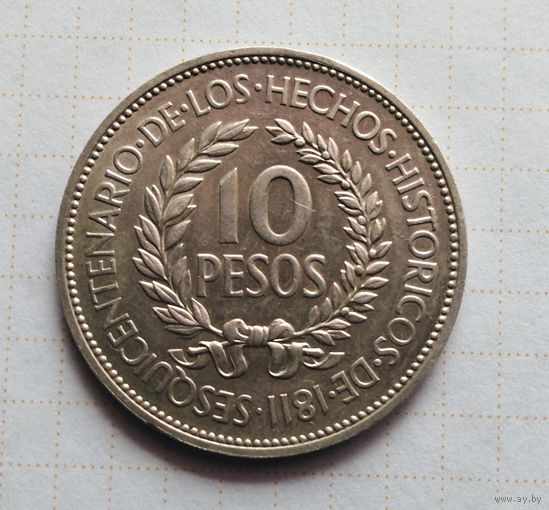 SESQUICENTENARIO·DE·LOS·HECHOS·HISTORICOS·DE·1811·
10
PESOS
www.ay.by